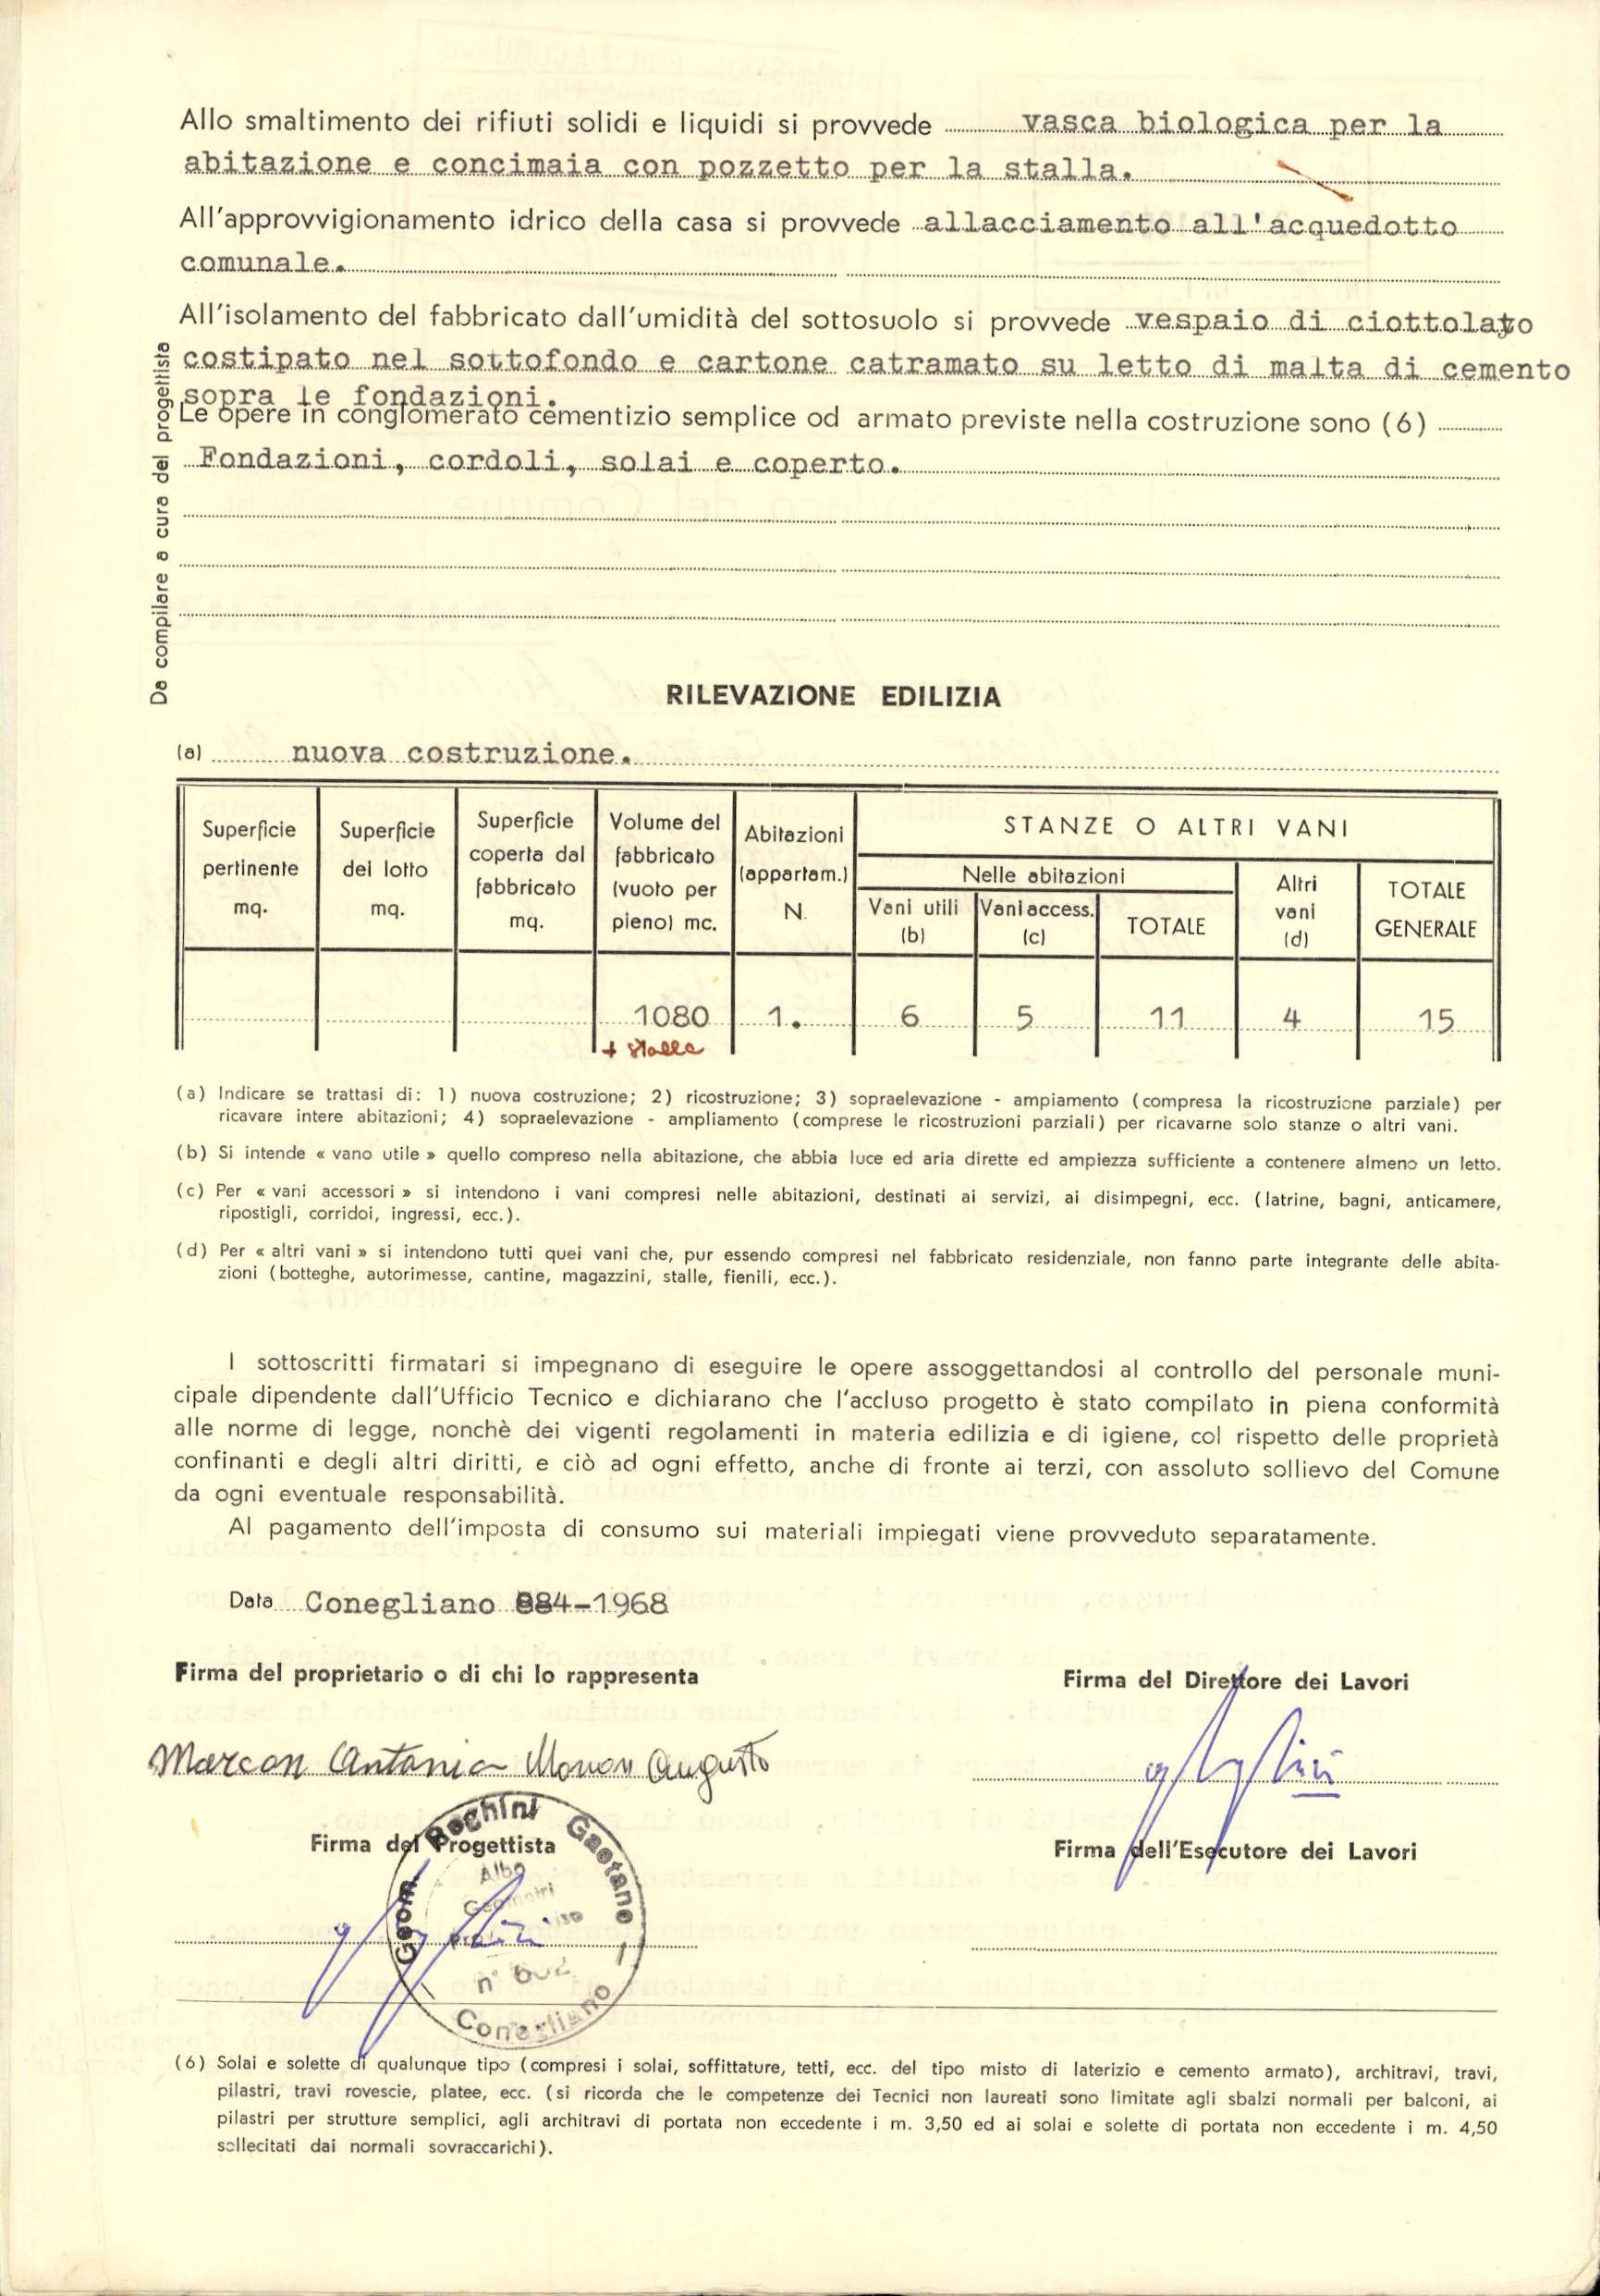 Allo smaltimento dei rifiuti solidi e liquidi si provvede vasca biologica per la
abitazione e concimaia con pozzetto per la stalla.
All'approvvigionamento idrico della casa si provvede allacciamento all'acquedotto
comunale.
All'isolamento del fabbricato dall'umidità del sottosuolo si provvede vespaio di ciottolato
costipato nel sottofondo e cartone catramato su letto di malta di cemento
sopra le fondazioni.
Le opere in conglomerato cementizio semplice od armato previste nella costruzione sono (6)
Fondazioni, cordoli, solai e coperto.
Da compilare a cura del progettista
RILEVAZIONE EDILIZIA
(a) nuova costruzione.
Superficie pertinente mq.
Superficie del lotto mq.
Superficie coperta dal fabbricato mq.
Volume del fabbricato (vuoto per pieno) mc.
Abitazioni (appartam.) N.
STANZE O ALTRI VANI
Nelle abitazioni
Vani utili (b)
Vani access. (c)
TOTALE
Altri vani (d)
TOTALE GENERALE
1080 1. 6 5 11 4 15
+ stalla
(a) Indicare se trattasi di: 1) nuova costruzione; 2) ricostruzione; 3) sopraelevazione - ampiamento (compresa la ricostruzione parziale) per
ricavare intere abitazioni; 4) sopraelevazione - ampliamento (comprese le ricostruzioni parziali) per ricavarne solo stanze o altri vani.
(b) Si intende « vano utile » quello compreso nella abitazione, che abbia luce ed aria dirette ed ampiezza sufficiente a contenere almeno un letto.
(c) Per « vani accessori » si intendono i vani compresi nelle abitazioni, destinati ai servizi, ai disimpegni, ecc. (latrine, bagni, anticamere,
ripostigli, corridoi, ingressi, ecc.).
(d) Per « altri vani » si intendono tutti quei vani che, pur essendo compresi nel fabbricato residenziale, non fanno parte integrante delle abita-
zioni (botteghe, autorimesse, cantine, magazzini, stalle, fienili, ecc.).
I sottoscritti firmatari si impegnano di eseguire le opere assoggettandosi al controllo del personale muni-
cipale dipendente dall'Ufficio Tecnico e dichiarano che l'accluso progetto è stato compilato in piena conformità
alle norme di legge, nonchè dei vigenti regolamenti in materia edilizia e di igiene, col rispetto delle proprietà
confinanti e degli altri diritti, e ciò ad ogni effetto, anche di fronte ai terzi, con assoluto sollievo del Comune
da ogni eventuale responsabilità.
Al pagamento dell'imposta di consumo sui materiali impiegati viene provveduto separatamente.
Data Conegliano 884-1968
Firma del proprietario o di chi lo rappresenta
Firma del Direttore dei Lavori
Marcon Antonia Augusto
Firma del Progettista
Firma dell'Esecutore dei Lavori
Geom. Gaetano
Albo
Geometri
n° 602
Conegliano
(6) Solai e solette di qualunque tipo (compresi i solai, soffittature, tetti, ecc. del tipo misto di laterizio e cemento armato), architravi, travi,
pilastri, travi rovescie, platee, ecc. (si ricorda che le competenze dei Tecnici non laureati sono limitate agli sbalzi normali per balconi, ai
pilastri per strutture semplici, agli architravi di portata non eccedente i m. 3,50 ed ai solai e solette di portata non eccedente i m. 4,50
sollecitati dai normali sovraccarichi).